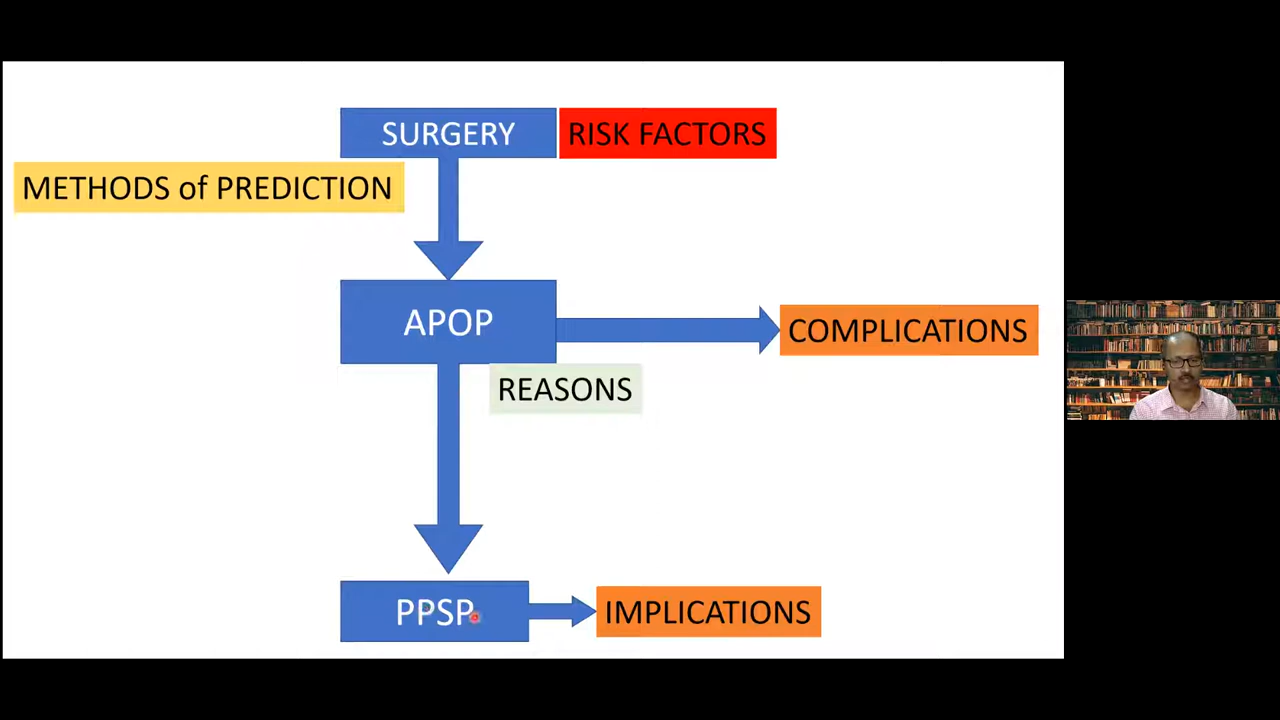 SURGERY
RISK FACTORS
METHODS of PREDICTION
APOP
COMPLICATIONS
REASONS
PPSP
IMPLICATIONS